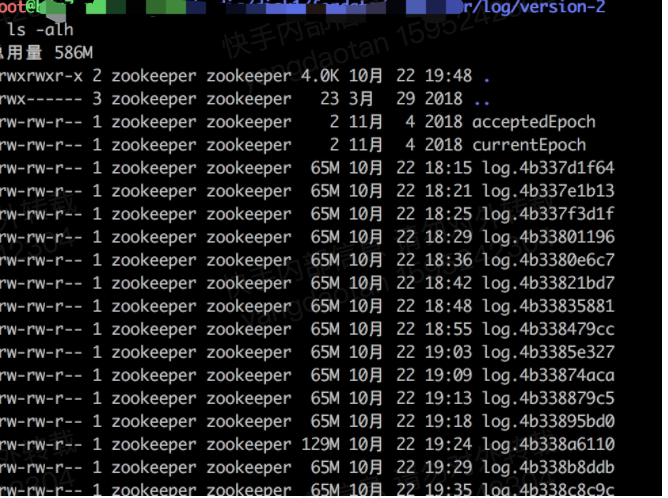 /log/version-2
ls -alh
用量 586M
rwxrwxr-x 2 zookeeper zookeeper 4.0K 10月 22 19:48 .
rwx------ 3 zookeeper zookeeper 23 3月 29 2018 ..
rw-rw-r-- 1 zookeeper zookeeper 2 11月 4 2018 acceptedEpoch
rw-rw-r-- 1 zookeeper zookeeper 2 11月 4 2018 currentEpoch
rw-rw-r-- 1 zookeeper zookeeper 65M 10月 22 18:15 log.4b337d1f64
rw-rw-r-- 1 zookeeper zookeeper 65M 10月 22 18:21 log.4b337e1b13
rw-rw-r-- 1 zookeeper zookeeper 65M 10月 22 18:25 log.4b337f3d1f
rw-rw-r-- 1 zookeeper zookeeper 65M 10月 22 18:29 log.4b33801196
rw-rw-r-- 1 zookeeper zookeeper 65M 10月 22 18:36 log.4b3380e6c7
rw-rw-r-- 1 zookeeper zookeeper 65M 10月 22 18:42 log.4b33821bd7
rw-rw-r-- 1 zookeeper zookeeper 65M 10月 22 18:48 log.4b33835881
rw-rw-r-- 1 zookeeper zookeeper 65M 10月 22 18:55 log.4b338479cc
rw-rw-r-- 1 zookeeper zookeeper 65M 10月 22 19:03 log.4b3385e327
rw-rw-r-- 1 zookeeper zookeeper 65M 10月 22 19:09 log.4b33874aca
rw-rw-r-- 1 zookeeper zookeeper 65M 10月 22 19:13 log.4b338879c5
rw-rw-r-- 1 zookeeper zookeeper 65M 10月 22 19:18 log.4b33895bd0
rw-rw-r-- 1 zookeeper zookeeper 129M 10月 22 19:24 log.4b338a6110
rw-rw-r-- 1 zookeeper zookeeper 65M 10月 22 19:29 log.4b338b8ddb
rw-rw-r-- 1 zookeeper zookeeper 65M 10月 22 19:35 log.4b338c8c9c